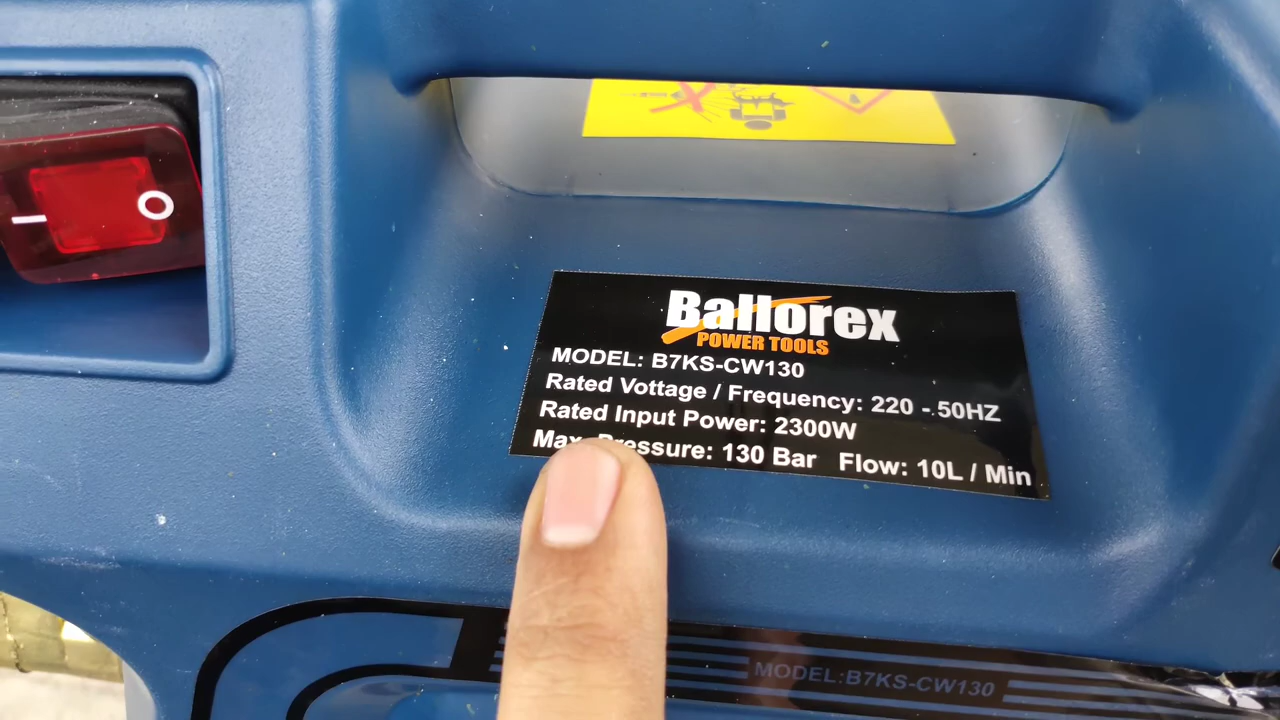 Ballorex
POWER TOOLS
MODEL: B7KS-CW130
Rated Vottage / Frequency: 220 -.50HZ
Rated Input Power: 2300W
Max. Pressure: 130 Bar Flow: 10L / Min
MODEL:B7KS-CW130